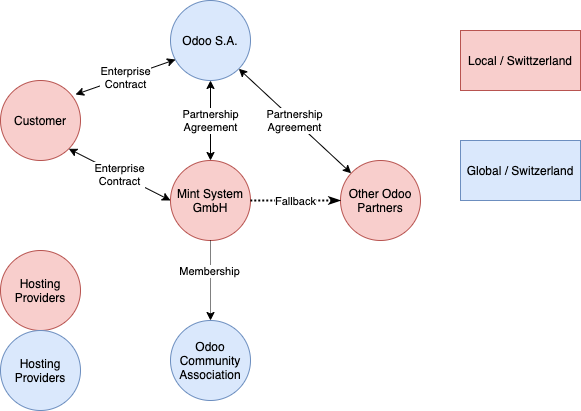 Odoo S.A.
Local / Swittzerland
Enterprise
Contract
Customer
Partnership
Agreement
Partnership
Agreement
Global / Switzerland
Enterprise
Contract
Mint System
GmbH
Fallback
Other Odoo
Partners
Membership
Hosting
Providers
Hosting
Providers
Odoo
Community
Association